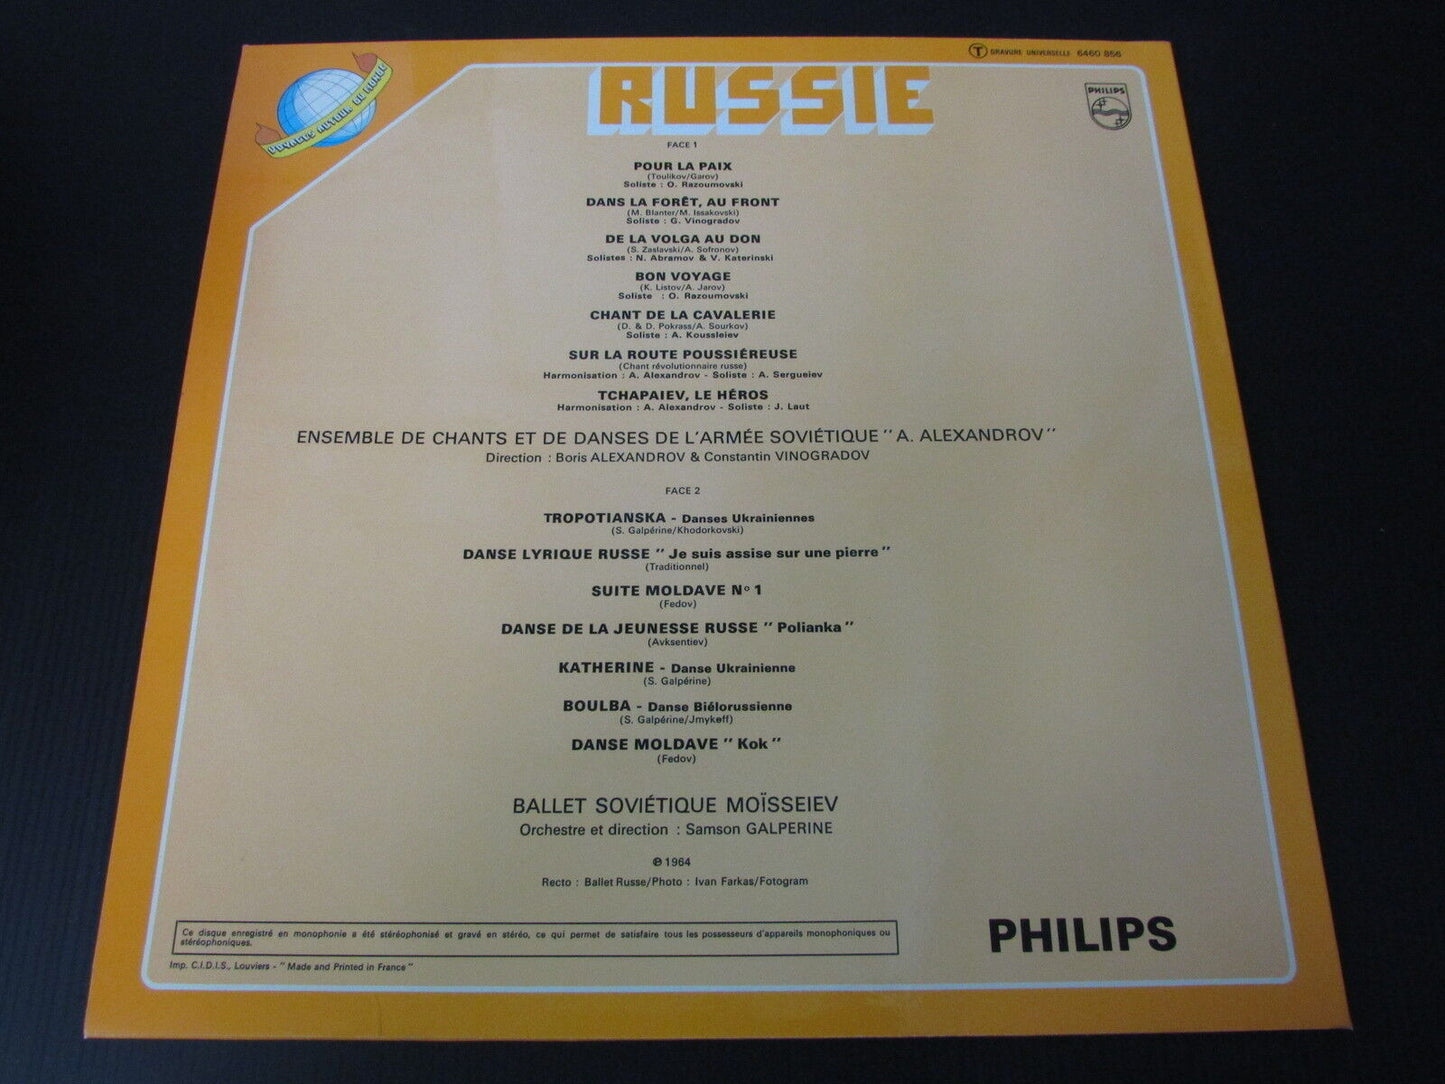 VOYAGES AUTOUR DU MONDE
T GRAVURE UNIVERSELLE 6460 856
RUSSIE
PHILIPS
FACE 1
POUR LA PAIX
(Toulikov/Garov)
Soliste : O. Razoumovski
DANS LA FORÊT, AU FRONT
(M. Blanter/M. Issakovski)
Soliste : G. Vinogradov
DE LA VOLGA AU DON
(S. Zaslavski/A. Sofronov)
Solistes : N. Abramov & V. Katerinski
BON VOYAGE
(K. Listov/A. Jarov)
Soliste : O. Razoumovski
CHANT DE LA CAVALERIE
(D. & D. Pokrass/A. Sourkov)
Soliste : A. Koussleiev
SUR LA ROUTE POUSSIÉREUSE
(Chant révolutionnaire russe)
Harmonisation : A. Alexandrov - Soliste : A. Sergueiev
TCHAPAIEV, LE HÉROS
Harmonisation : A. Alexandrov - Soliste : J. Laut
ENSEMBLE DE CHANTS ET DE DANSES DE L'ARMÉE SOVIÉTIQUE "A. ALEXANDROV"
Direction : Boris ALEXANDROV & Constantin VINOGRADOV
FACE 2
TROPOTIANSKA - Danses Ukrainiennes
(S. Galpérine/Khodorkovski)
DANSE LYRIQUE RUSSE "Je suis assise sur une pierre"
(Traditionnel)
SUITE MOLDAVE Nº 1
(Fedov)
DANSE DE LA JEUNESSE RUSSE "Polianka"
(Avksentiev)
KATHERINE - Danse Ukrainienne
(S. Galpérine)
BOULBA - Danse Biélorussienne
(S. Galpérine/Jmykeff)
DANSE MOLDAVE "Kok"
(Fedov)
BALLET SOVIÉTIQUE MOÏSSEIEV
Orchestre et direction : Samson GALPERINE
℗ 1964
Recto : Ballet Russe/Photo : Ivan Farkas/Fotogram
Ce disque enregistré en monophonie a été stéréophonisé et gravé en stéréo, ce qui permet de satisfaire tous les possesseurs d'appareils monophoniques ou
stéréophoniques.
PHILIPS
Imp. C.I.D.I.S., Louviers - "Made and Printed in France"